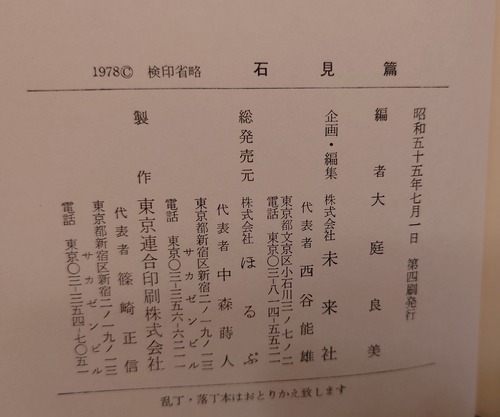 石見篇
1978© 検印省略
昭和五十五年七月一日 第四刷発行
編者 大庭良美
企画・編集 株式会社 未来社
代表者 西谷能雄
東京都文京区小石川三ノ七ノ二
電話 東京〇三-八一四-五五二一
総発売元 株式会社 ほるぷ
代表者 中森蒔人
東京都新宿区新宿二ノ一九ノ一三
サカゼンビル
電話 東京〇三-三五六-六二一一
製作 東京連合印刷株式会社
代表者 篠崎正信
東京都新宿区新宿二ノ一九ノ一三
サカゼンビル
電話 東京〇三-三五四-七〇五一
乱丁・落丁本はおとりかえ致します